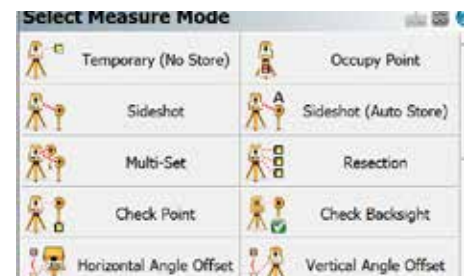 Select Measure Mode
Temporary (No Store)
Occupy Point
Sideshot
A
Sideshot (Auto Store)
Multi-Set
Resection
Check Point
Check Backsight
Horizontal Angle Offset
Vertical Angle Offset